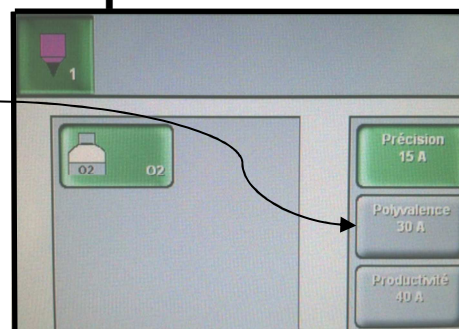 1
O2 O2
Précision
15 A
Polyvalence
30 A
Productivité
40 A